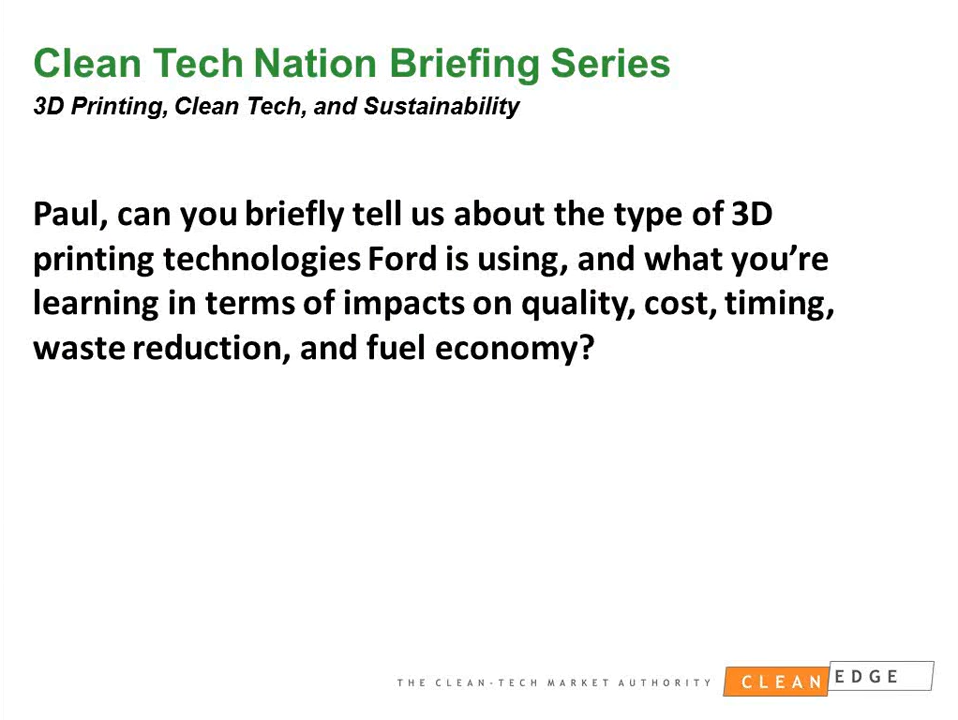 Clean Tech Nation Briefing Series
3D Printing, Clean Tech, and Sustainability
Paul, can you briefly tell us about the type of 3D
printing technologies Ford is using, and what you’re
learning in terms of impacts on quality, cost, timing,
waste reduction, and fuel economy?
THE CLEAN-TECH MARKET AUTHORITY CLEAN EDGE